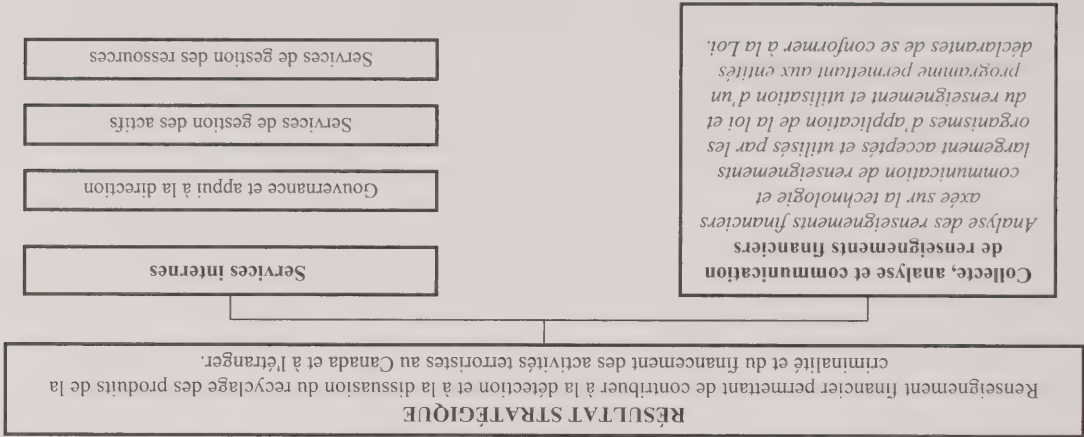 RÉSULTAT STRATÉGIQUE
Renseignement financier permettant de contribuer à la détection et à la dissuasion du recyclage des produits de la
criminalité et du financement des activités terroristes au Canada et à l'étranger.
Collecte, analyse et communication
de renseignements financiers
Analyse des renseignements financiers
axée sur la technologie et
communication de renseignements
largement acceptés et utilisés par les
organismes d'application de la loi et
du renseignement et utilisation d'un
programme permettant aux entités
déclarantes de se conformer à la Loi.
Services internes
Gouvernance et appui à la direction
Services de gestion des actifs
Services de gestion des ressources